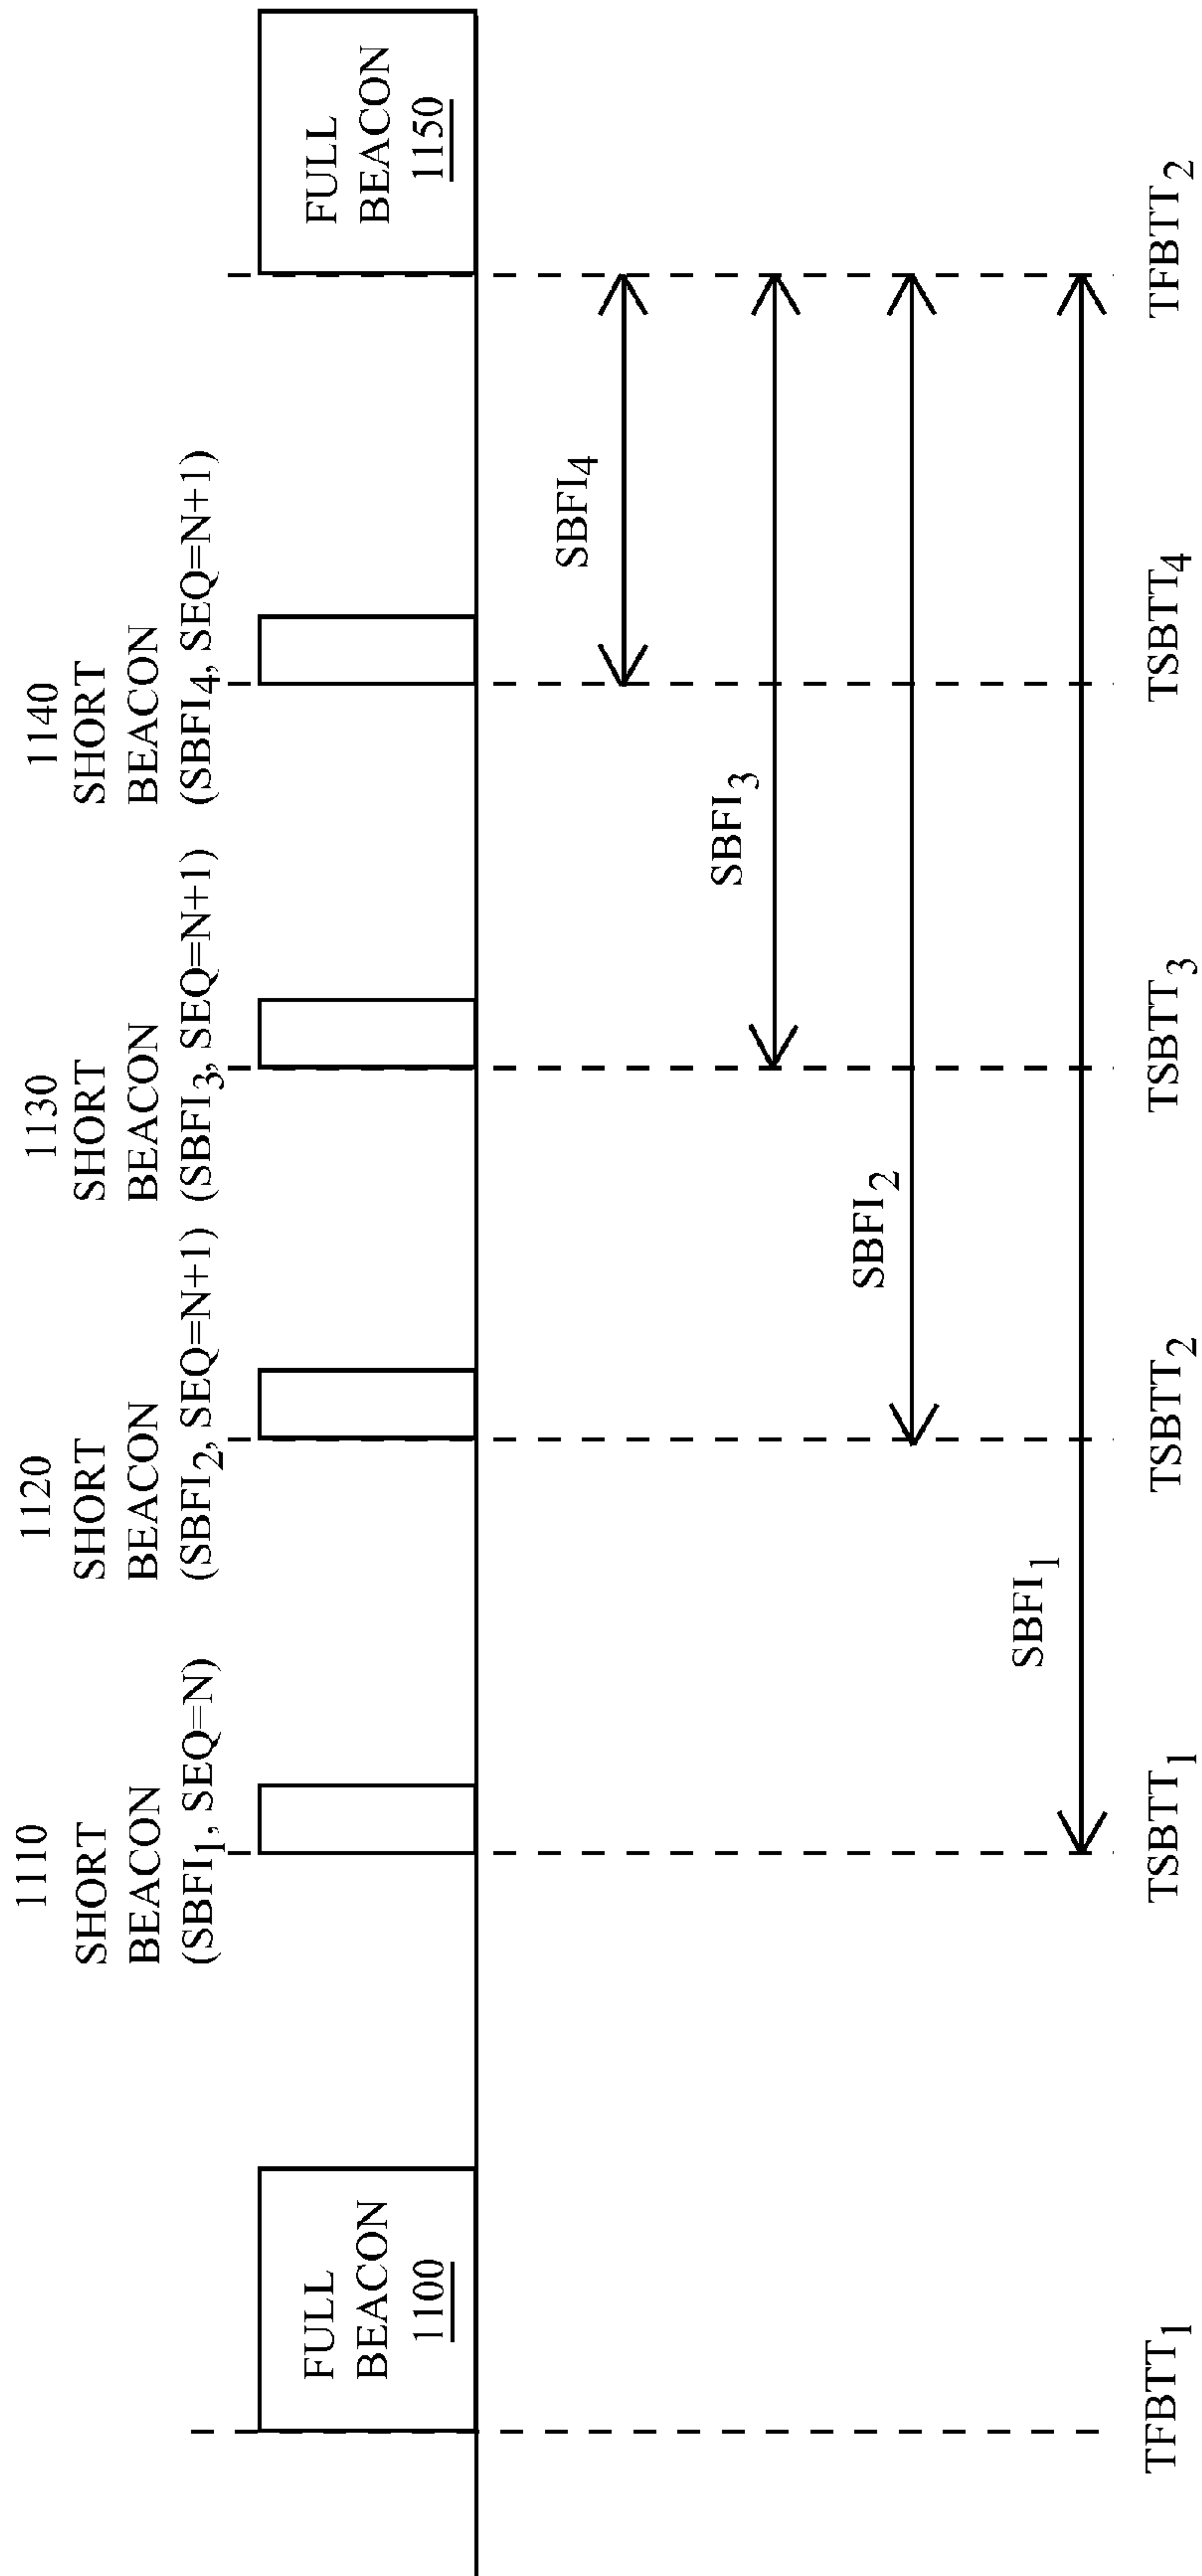 1110
SHORT
BEACON
(SBFI1, SEQ=N)
1120
SHORT
BEACON
(SBFI2, SEQ=N+1)
1130
SHORT
BEACON
(SBFI3, SEQ=N+1)
1140
SHORT
BEACON
(SBFI4, SEQ=N+1)
FULL
BEACON
1100
FULL
BEACON
1150
SBFI4
SBFI3
SBFI2
SBFI1
TFBTT1
TSBTT1
TSBTT2
TSBTT3
TSBTT4
TFBTT2